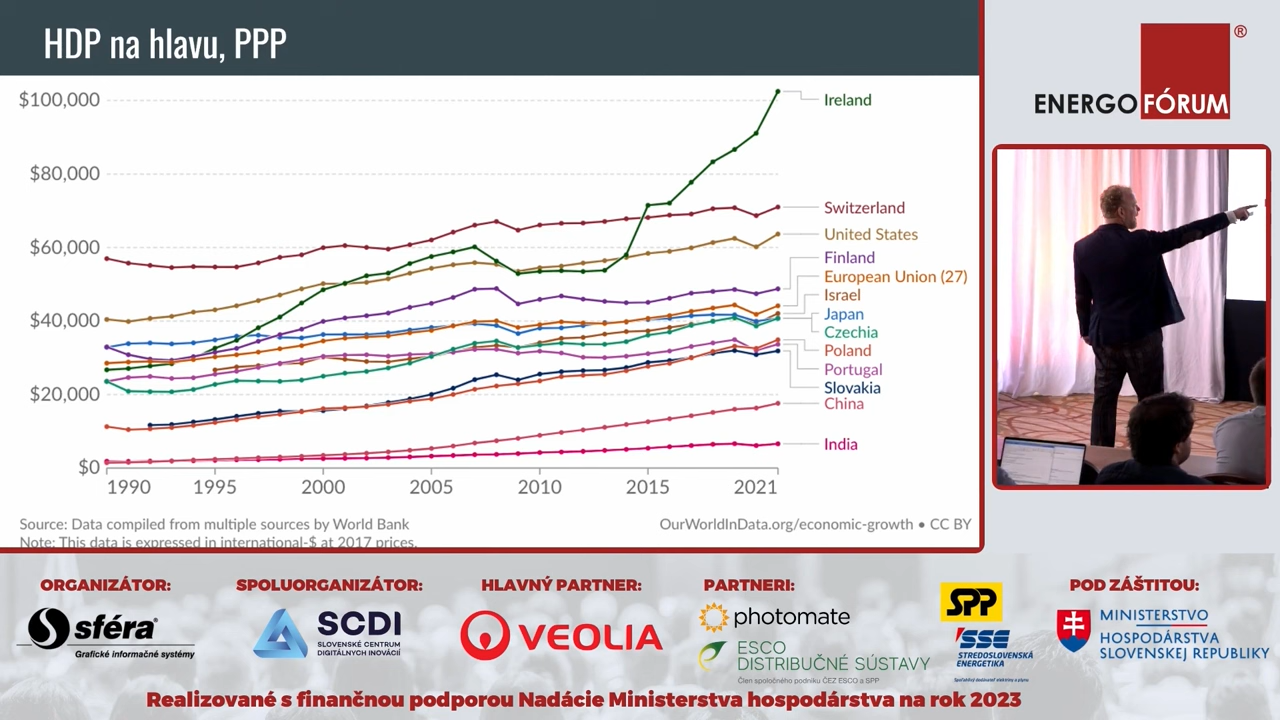 HDP na hlavu, PPP
$100,000
$80,000
$60,000
$40,000
$20,000
$0
1990
1995
2000
2005
2010
2015
2021
Ireland
Switzerland
United States
Finland
European Union (27)
Israel
Japan
Czechia
Poland
Portugal
Slovakia
China
India
Source: Data compiled from multiple sources by World Bank
OurWorldInData.org/economic-growth • CC BY
Note: This data is expressed in international-$ at 2017 prices.
ENERGOFÓRUM®
ORGANIZÁTOR:
sféra®
Grafické informačné systémy
SPOLUORGANIZÁTOR:
SCDI
SLOVENSKÉ CENTRUM
DIGITÁLNYCH INOVÁCIÍ
HLAVNÝ PARTNER:
VEOLIA
PARTNERI:
photomate
ESCO
DISTRIBUČNÉ SÚSTAVY
Člen spoločného podniku ČEZ ESCO a SPP
SPP
SSE
STREDOSLOVENSKÁ
ENERGETIKA
Spoľahlivý dodávateľ elektriny a plynu
POD ZÁŠTITOU:
MINISTERSTVO
HOSPODÁRSTVA
SLOVENSKEJ REPUBLIKY
Realizované s finančnou podporou Nadácie Ministerstva hospodárstva na rok 2023